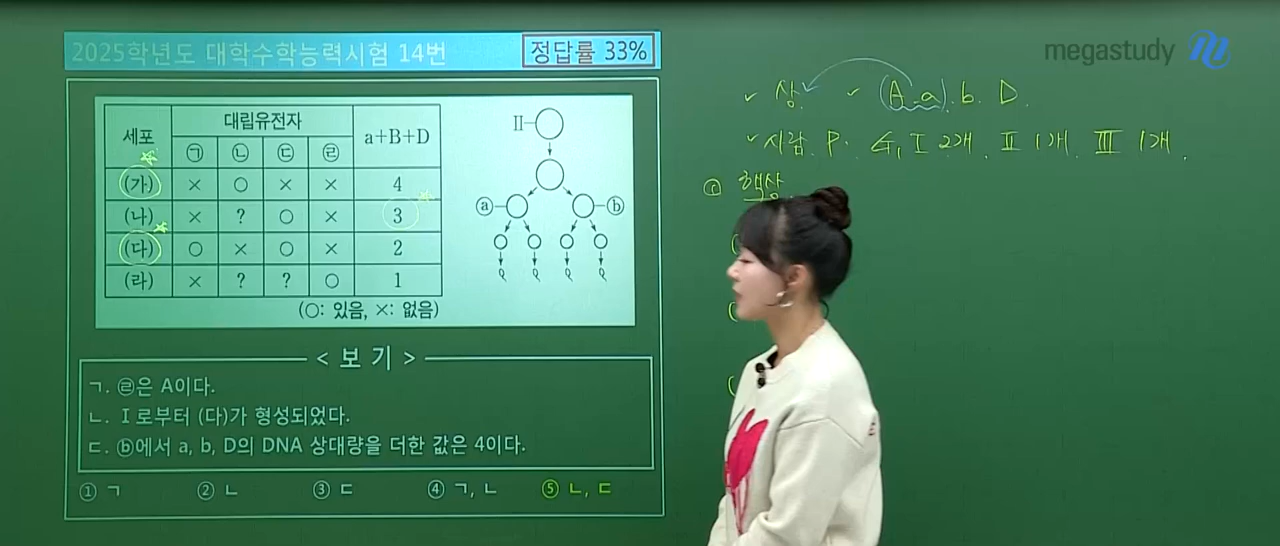 2025학년도 대학수학능력시험 14번
정답률 33%
megastudy
세포 대립유전자 a+B+D
㉠ ㉡ ㉢ ㉣
(가) × ○ × × 4
(나) × ? ○ × 3
(다) ○ × ○ × 2
(라) × ? ? ○ 1
(○: 있음, ×: 없음)
Ⅱ
ⓐ ⓑ
< 보 기 >
ㄱ. ㉣은 A이다.
ㄴ. Ⅰ로부터 (다)가 형성되었다.
ㄷ. ⓑ에서 a, b, D의 DNA 상대량을 더한 값은 4이다.
① ㄱ ② ㄴ ③ ㄷ ④ ㄱ, ㄴ ⑤ ㄴ, ㄷ
상. (A. a). b. D.
사람 P. G₁ Ⅰ 2개. Ⅱ 1개. Ⅲ 1개.
핵상